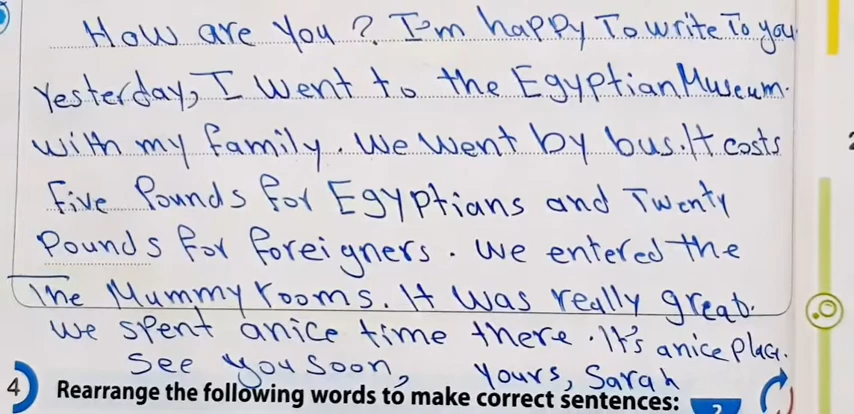 How are you ? I'm happy To write To you.
Yesterday, I went to the Egyptian Museum.
with my family. We went by bus. It costs
five Pounds for Egyptians and Twenty
Pounds for foreigners. We entered the
The Mummy rooms. It was really great.
We spent anice time there. It's anice place.
See you soon,
Yours, Sarah
4 Rearrange the following words to make correct sentences: